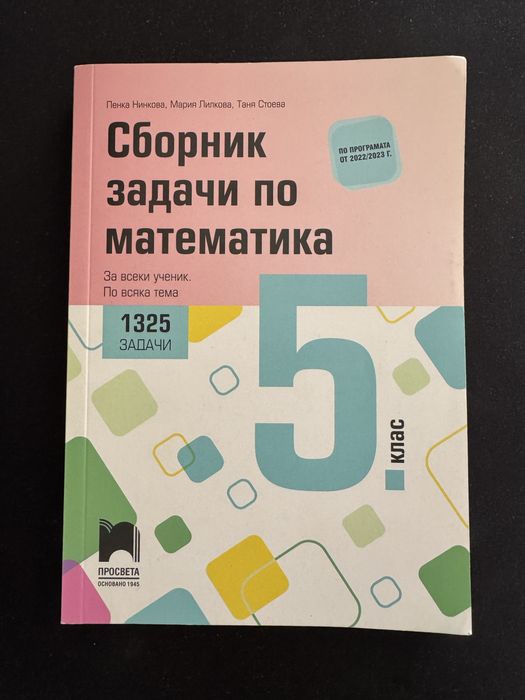 Пенка Нинкова, Мария Лилкова, Таня Стоева
Сборник
задачи по
математика
ПО ПРОГРАМАТА
ОТ 2022/2023 Г.
За всеки ученик.
По всяка тема
1325
ЗАДАЧИ
5.
клас
ПРОСВЕТА
ОСНОВАНО 1945